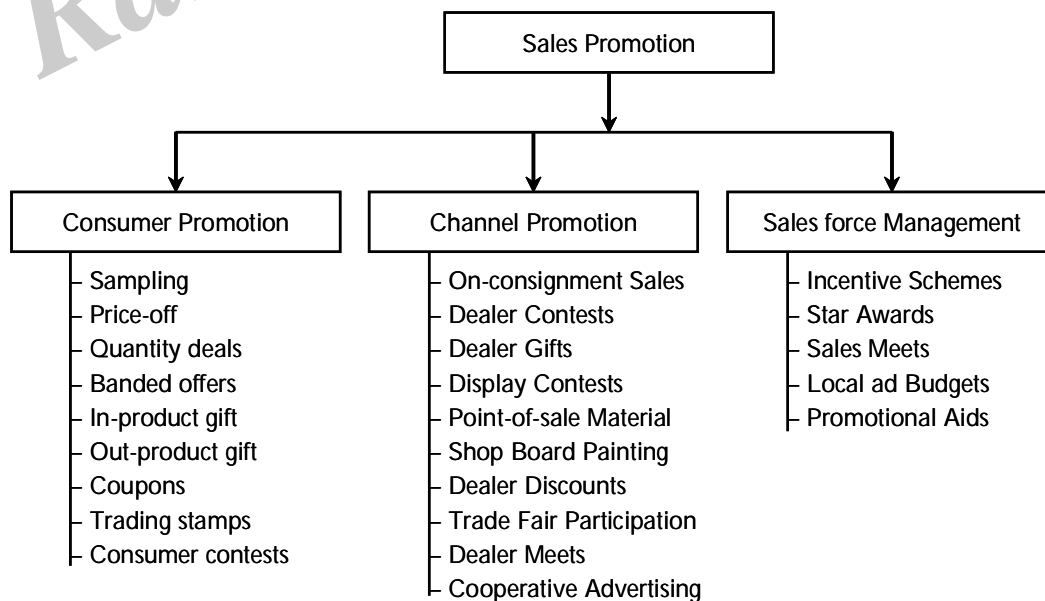 Sales Promotion
Consumer Promotion
Channel Promotion
Sales force Management
Sampling
Price-off
Quantity deals
Banded offers
In-product gift
Out-product gift
Coupons
Trading stamps
Consumer contests
On-consignment Sales
Dealer Contests
Dealer Gifts
Display Contests
Point-of-sale Material
Shop Board Painting
Dealer Discounts
Trade Fair Participation
Dealer Meets
Cooperative Advertising
Incentive Schemes
Star Awards
Sales Meets
Local ad Budgets
Promotional Aids